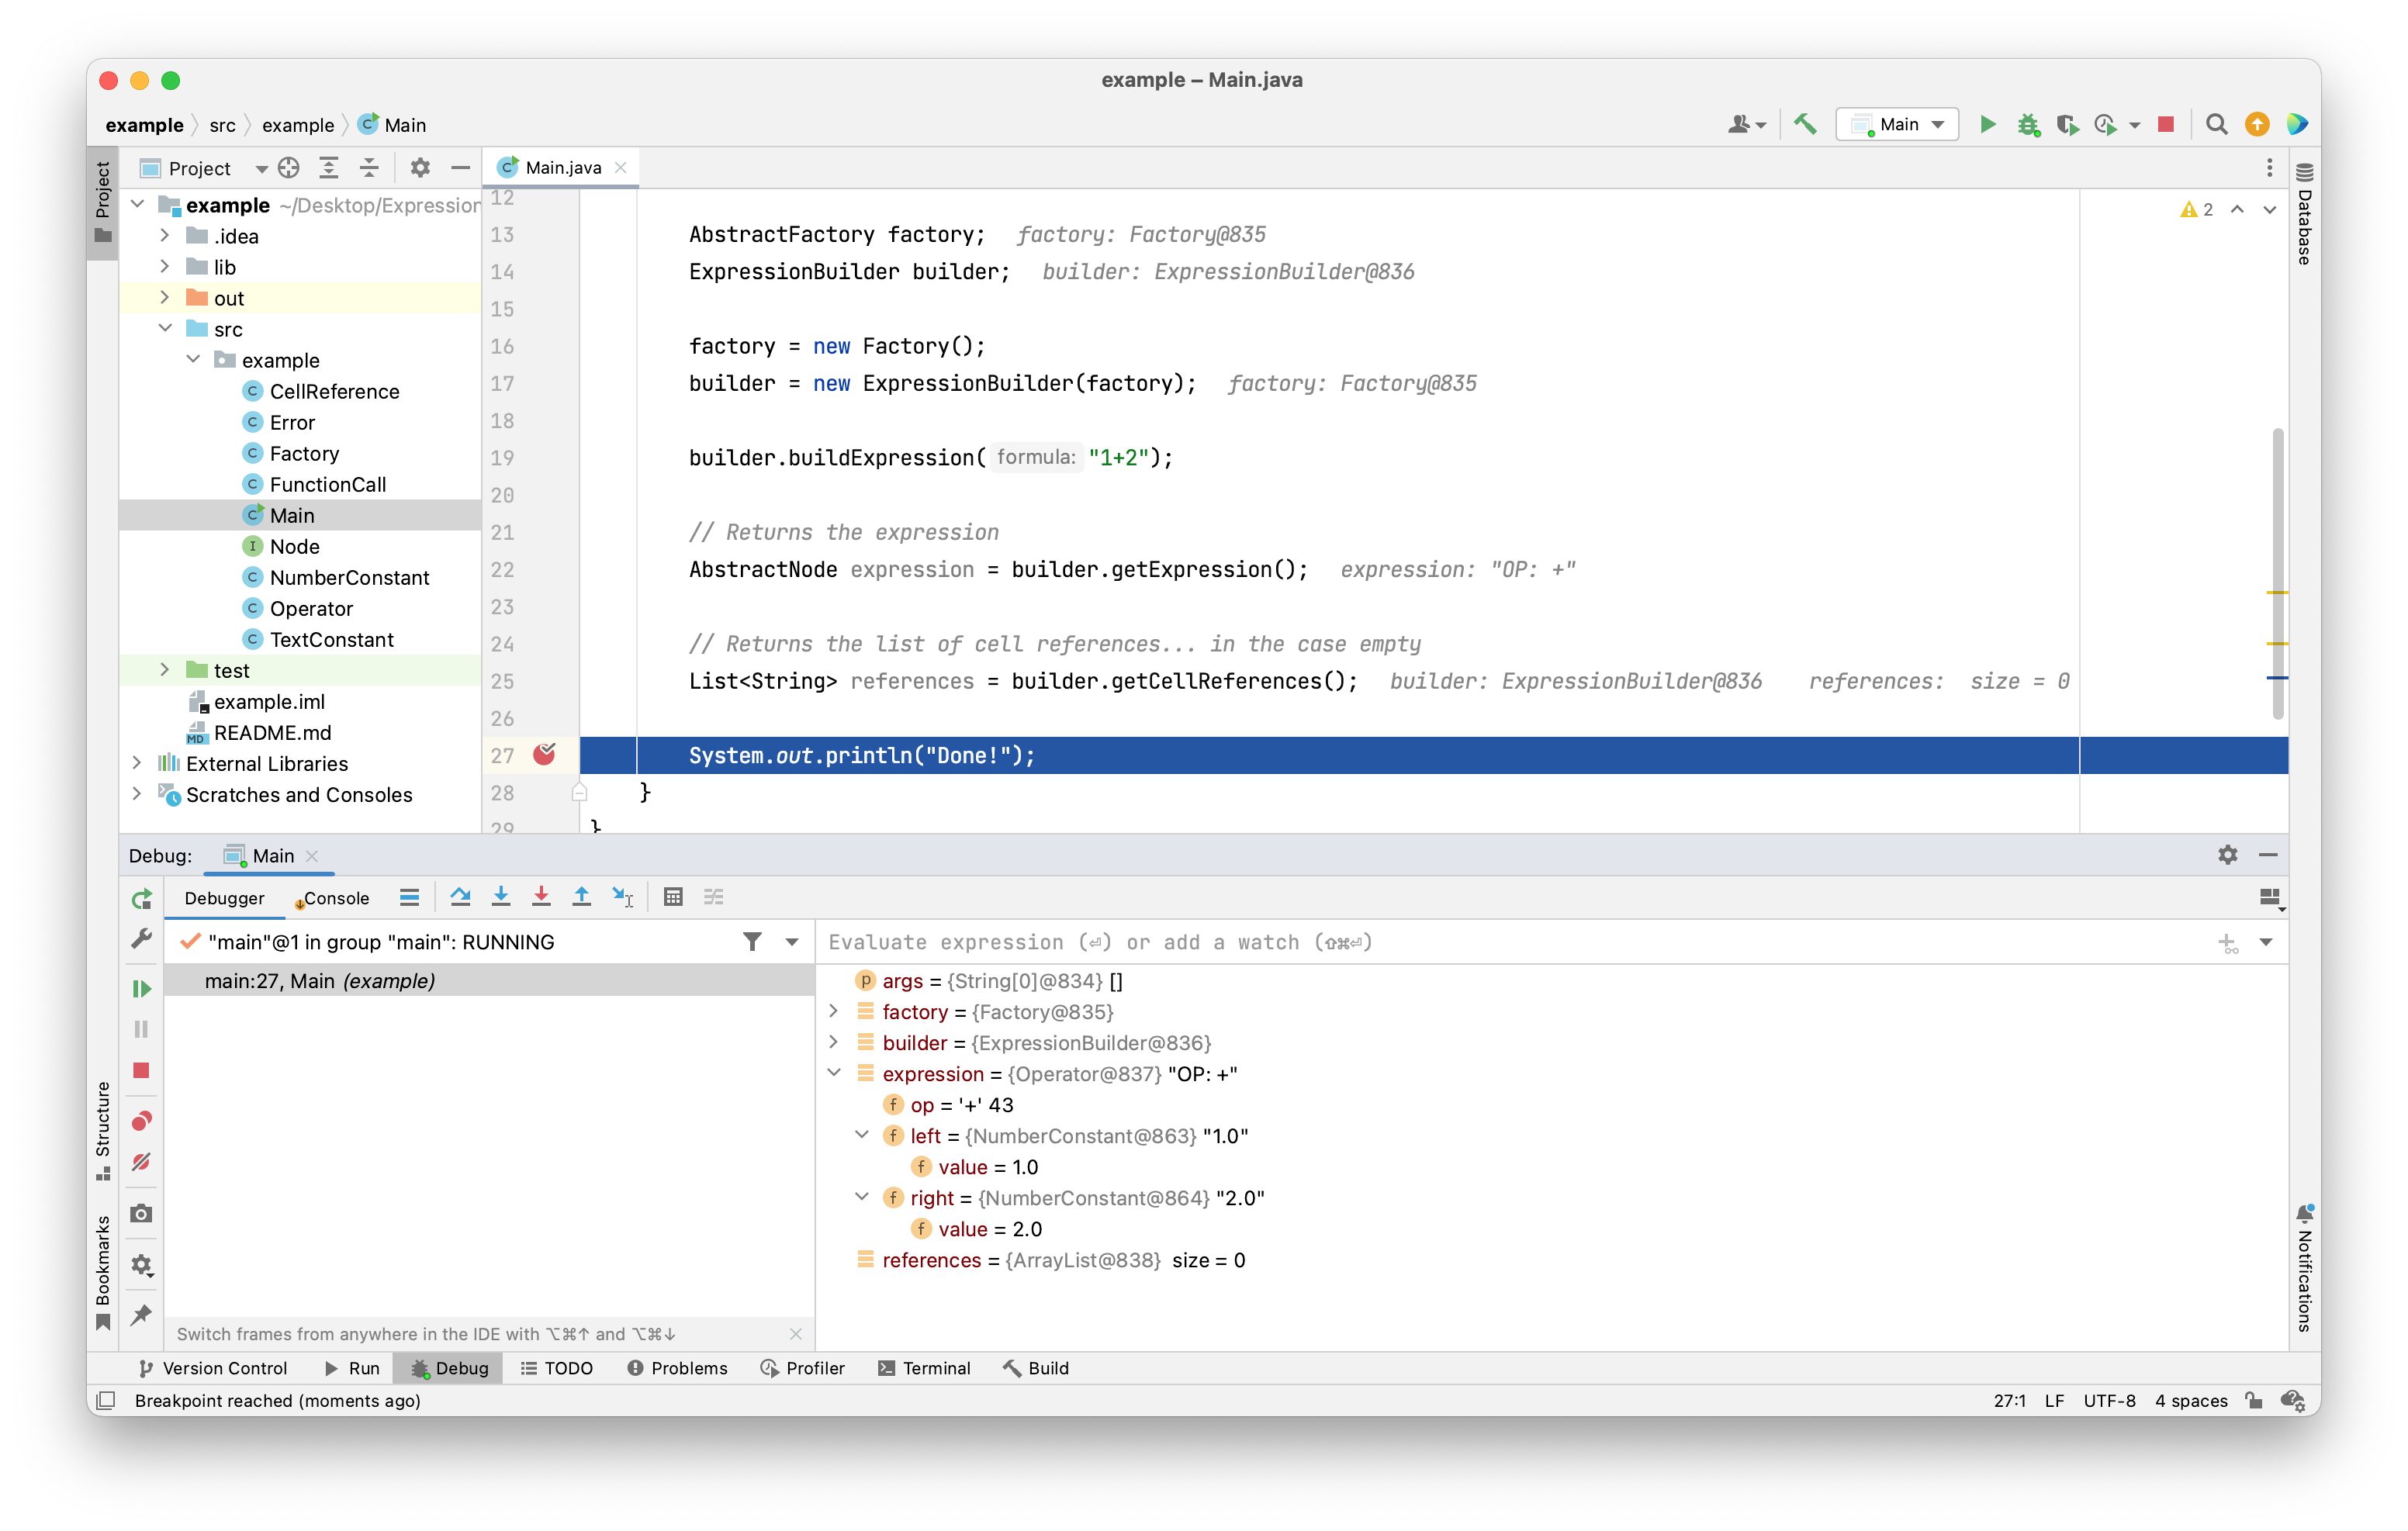 example – Main.java
example src example Main
Main
Project
Project
Main.java
example ~/Desktop/Expression
.idea
lib
out
src
example
CellReference
Error
Factory
FunctionCall
Main
Node
NumberConstant
Operator
TextConstant
test
example.iml
README.md
External Libraries
Scratches and Consoles
2
Database
12
13 AbstractFactory factory; factory: Factory@835
14 ExpressionBuilder builder; builder: ExpressionBuilder@836
15
16 factory = new Factory();
17 builder = new ExpressionBuilder(factory); factory: Factory@835
18
19 builder.buildExpression( formula: "1+2");
20
21 // Returns the expression
22 AbstractNode expression = builder.getExpression(); expression: "OP: +"
23
24 // Returns the list of cell references... in the case empty
25 List<String> references = builder.getCellReferences(); builder: ExpressionBuilder@836 references: size = 0
26
27 System.out.println("Done!");
28 }
29 }
Debug: Main
Debugger Console
"main"@1 in group "main": RUNNING
main:27, Main (example)
Switch frames from anywhere in the IDE with ⌥⌘↑ and ⌥⌘↓
Evaluate expression (⏎) or add a watch (⇧⌘⏎)
p args = {String[0]@834} []
factory = {Factory@835}
builder = {ExpressionBuilder@836}
expression = {Operator@837} "OP: +"
f op = '+' 43
f left = {NumberConstant@863} "1.0"
f value = 1.0
f right = {NumberConstant@864} "2.0"
f value = 2.0
references = {ArrayList@838} size = 0
Structure
Bookmarks
Notifications
Version Control Run Debug TODO Problems Profiler Terminal Build
Breakpoint reached (moments ago)
27:1 LF UTF-8 4 spaces